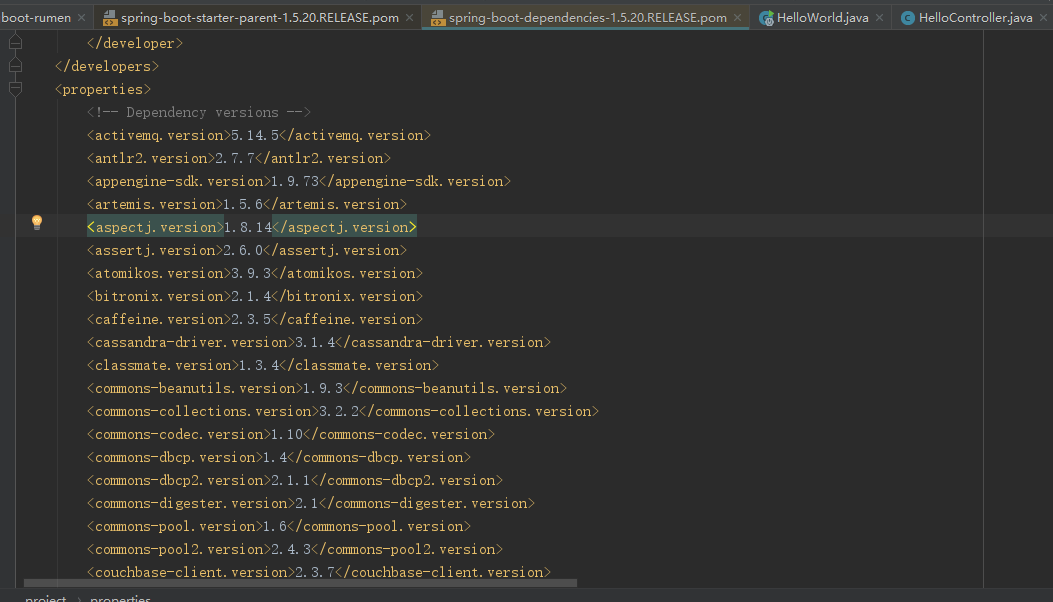 boot-rumen
spring-boot-starter-parent-1.5.20.RELEASE.pom
spring-boot-dependencies-1.5.20.RELEASE.pom
HelloWorld.java
HelloController.java
</developer>
</developers>
<properties>
<!-- Dependency versions -->
<activemq.version>5.14.5</activemq.version>
<antlr2.version>2.7.7</antlr2.version>
<appengine-sdk.version>1.9.73</appengine-sdk.version>
<artemis.version>1.5.6</artemis.version>
<aspectj.version>1.8.14</aspectj.version>
<assertj.version>2.6.0</assertj.version>
<atomikos.version>3.9.3</atomikos.version>
<bitronix.version>2.1.4</bitronix.version>
<caffeine.version>2.3.5</caffeine.version>
<cassandra-driver.version>3.1.4</cassandra-driver.version>
<classmate.version>1.3.4</classmate.version>
<commons-beanutils.version>1.9.3</commons-beanutils.version>
<commons-collections.version>3.2.2</commons-collections.version>
<commons-codec.version>1.10</commons-codec.version>
<commons-dbcp.version>1.4</commons-dbcp.version>
<commons-dbcp2.version>2.1.1</commons-dbcp2.version>
<commons-digester.version>2.1</commons-digester.version>
<commons-pool.version>1.6</commons-pool.version>
<commons-pool2.version>2.4.3</commons-pool2.version>
<couchbase-client.version>2.3.7</couchbase-client.version>
project › properties